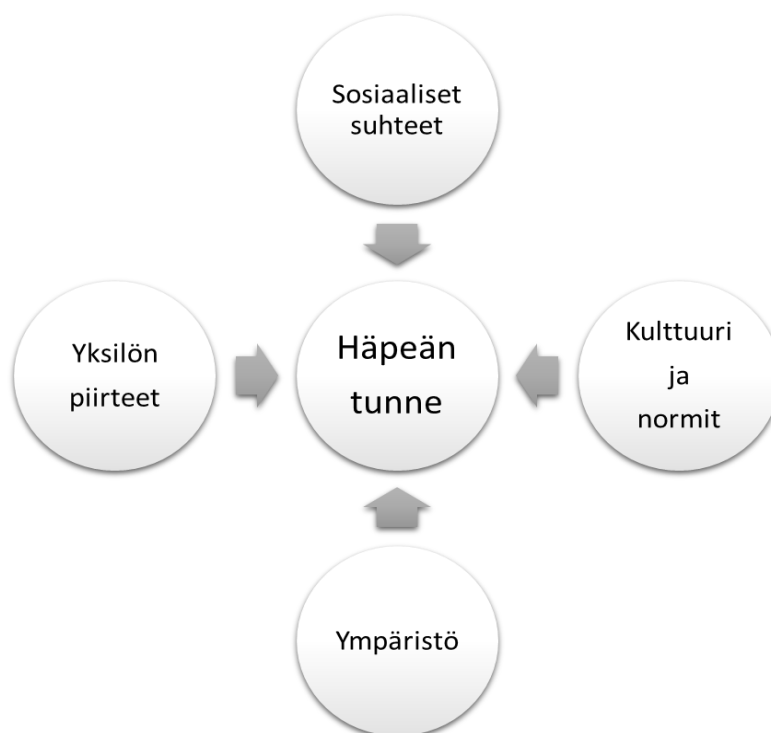 Sosiaaliset
suhteet
Yksilön
piirteet
Häpeän
tunne
Kulttuuri
ja
normit
Ympäristö